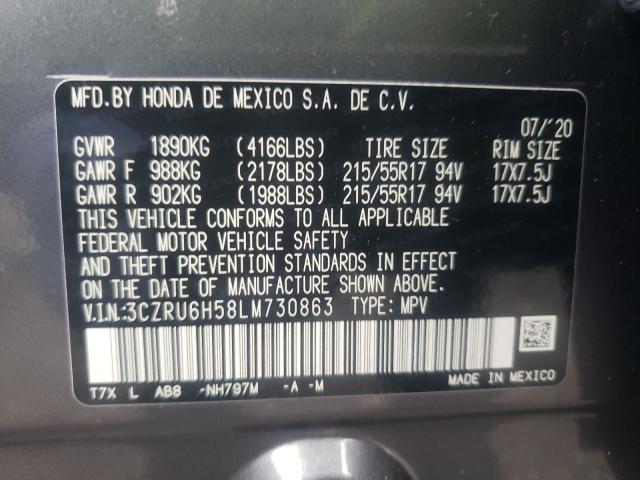 MFD.BY HONDA DE MEXICO S.A. DE C.V.
07/'20
GVWR 1890KG (4166LBS) TIRE SIZE RIM SIZE
GAWR F 988KG (2178LBS) 215/55R17 94V 17X7.5J
GAWR R 902KG (1988LBS) 215/55R17 94V 17X7.5J
THIS VEHICLE CONFORMS TO ALL APPLICABLE
FEDERAL MOTOR VEHICLE SAFETY
AND THEFT PREVENTION STANDARDS IN EFFECT
ON THE DATE OF MANUFACTURE SHOWN ABOVE.
V.I.N.:3CZRU6H58LM730863 TYPE: MPV
T7X L AB8 -NH797M -A -M MADE IN MEXICO